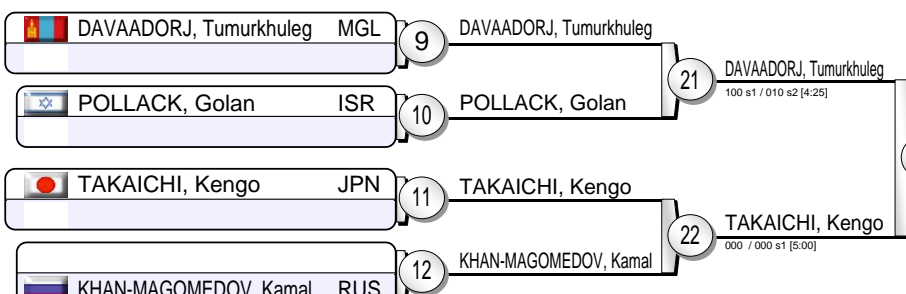 DAVAADORJ, Tumurkhuleg MGL
9
DAVAADORJ, Tumurkhuleg
21
DAVAADORJ, Tumurkhuleg
100 s1 / 010 s2 [4:25]
POLLACK, Golan ISR
10
POLLACK, Golan
TAKAICHI, Kengo JPN
11
TAKAICHI, Kengo
22
TAKAICHI, Kengo
000 / 000 s1 [5:00]
12
KHAN-MAGOMEDOV, Kamal
KHAN-MAGOMEDOV, Kamal RUS